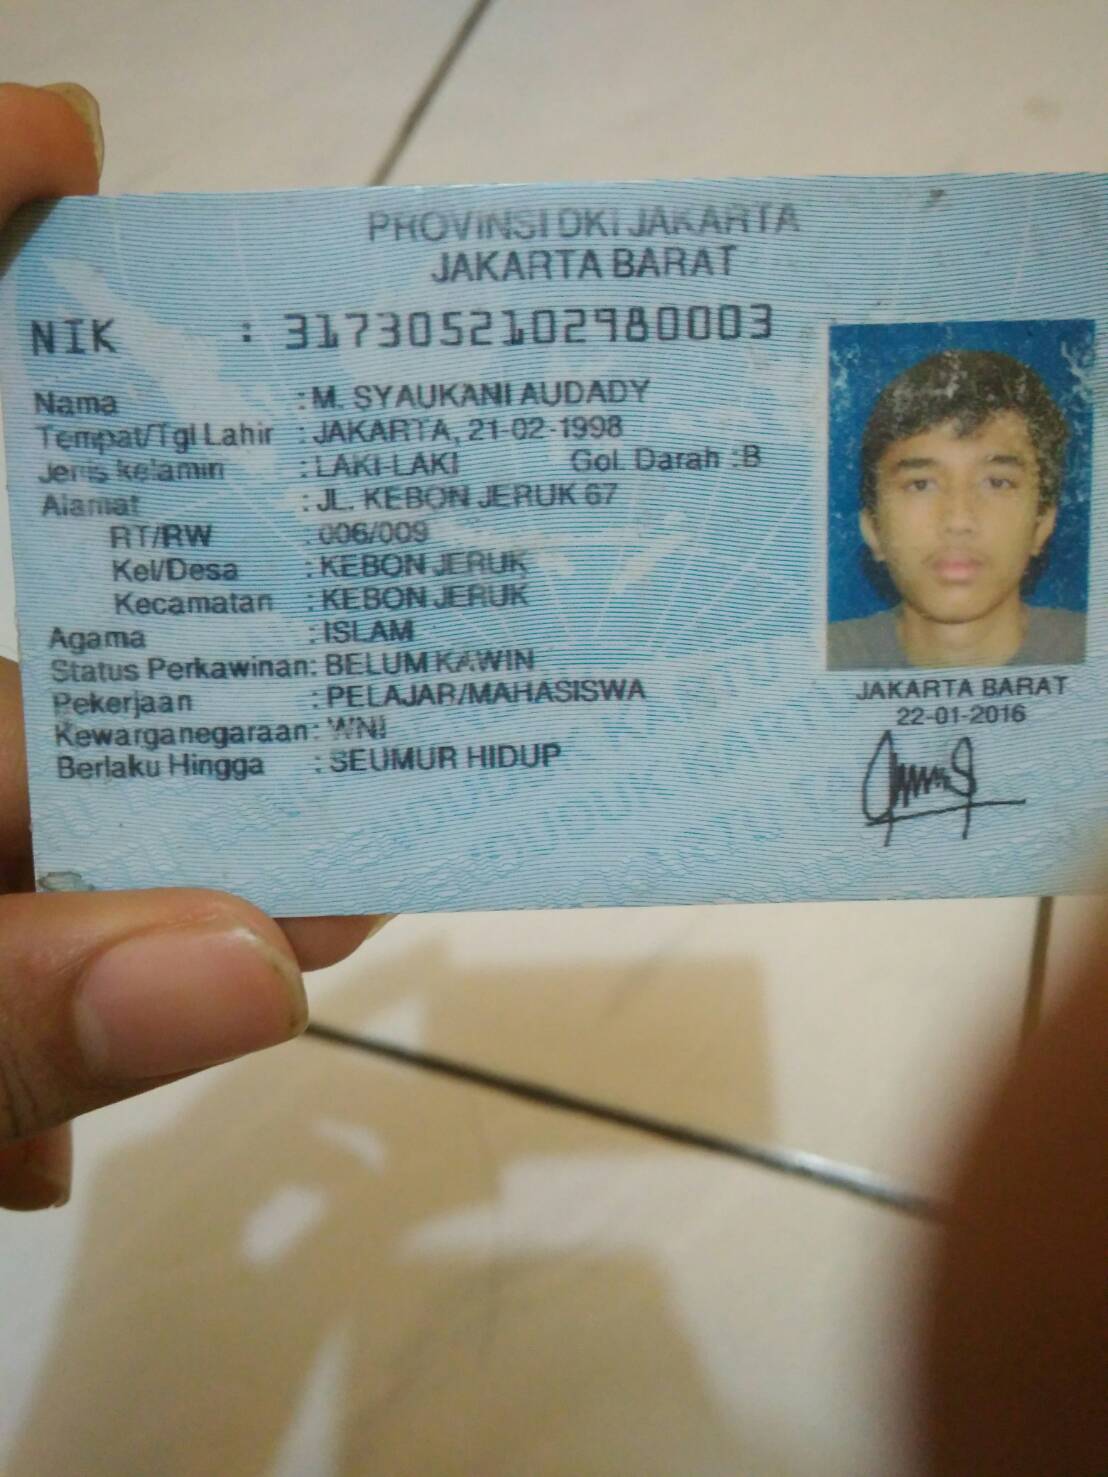 PROVINSI DKI JAKARTA
JAKARTA BARAT
NIK : 3173052102980003
Nama : M. SYAUKANI AUDADY
Tempat/Tgl Lahir : JAKARTA, 21-02-1998
Jenis kelamin : LAKI-LAKI Gol. Darah : B
Alamat : JL. KEBON JERUK 67
RT/RW : 006/009
Kel/Desa : KEBON JERUK
Kecamatan : KEBON JERUK
Agama : ISLAM
Status Perkawinan: BELUM KAWIN
Pekerjaan : PELAJAR/MAHASISWA
Kewarganegaraan: WNI
Berlaku Hingga : SEUMUR HIDUP
JAKARTA BARAT
22-01-2016